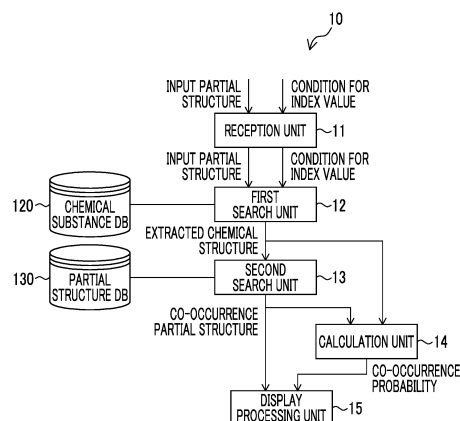 10
INPUT PARTIAL
STRUCTURE
CONDITION FOR
INDEX VALUE
RECEPTION UNIT
11
INPUT PARTIAL
STRUCTURE
CONDITION FOR
INDEX VALUE
120
CHEMICAL
SUBSTANCE DB
FIRST
SEARCH UNIT
12
EXTRACTED CHEMICAL
STRUCTURE
130
PARTIAL
STRUCTURE DB
SECOND
SEARCH UNIT
13
CO-OCCURRENCE
PARTIAL STRUCTURE
CALCULATION UNIT
14
CO-OCCURRENCE
PROBABILITY
DISPLAY
PROCESSING UNIT
15